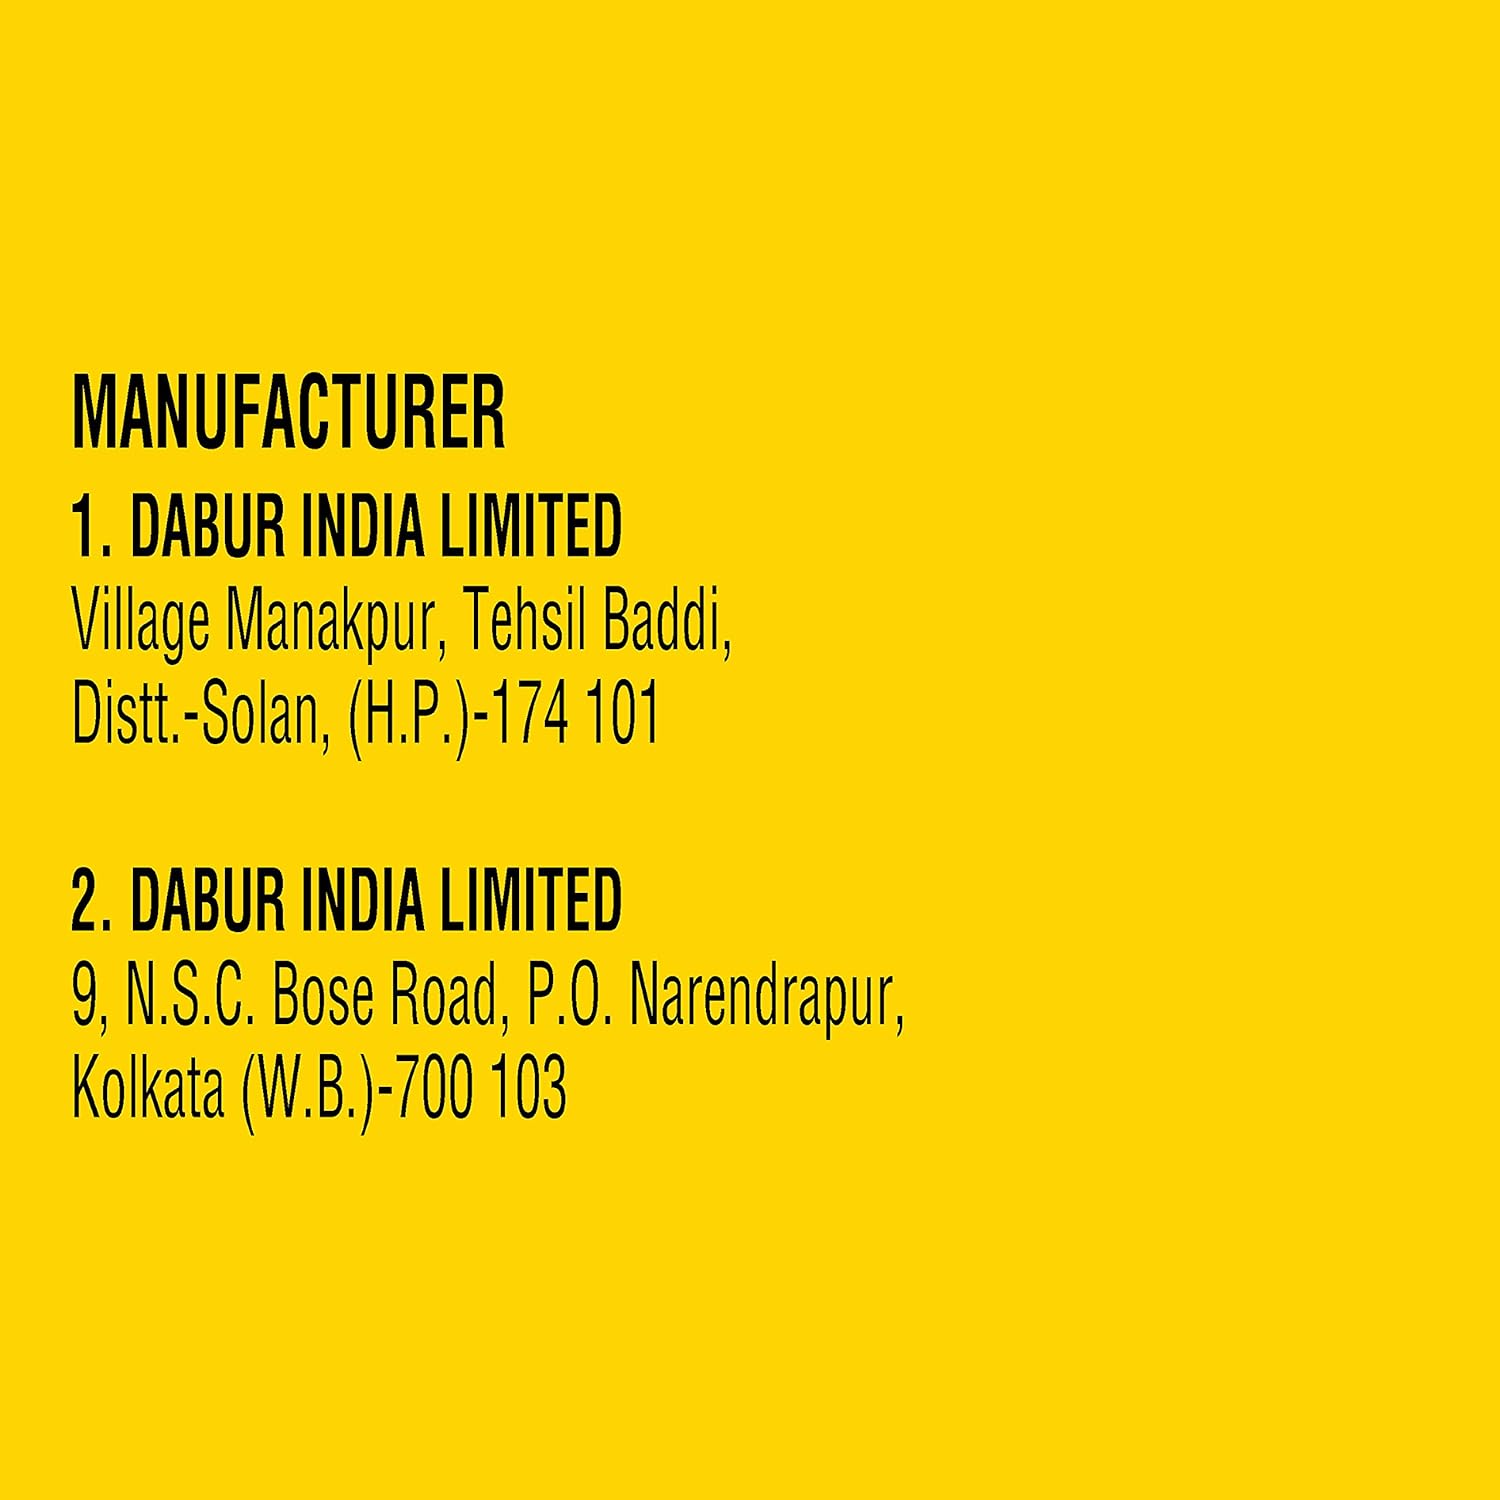 MANUFACTURER
1. DABUR INDIA LIMITED
Village Manakpur, Tehsil Baddi,
Distt.-Solan, (H.P.)-174 101
2. DABUR INDIA LIMITED
9, N.S.C. Bose Road, P.O. Narendrapur,
Kolkata (W.B.)-700 103